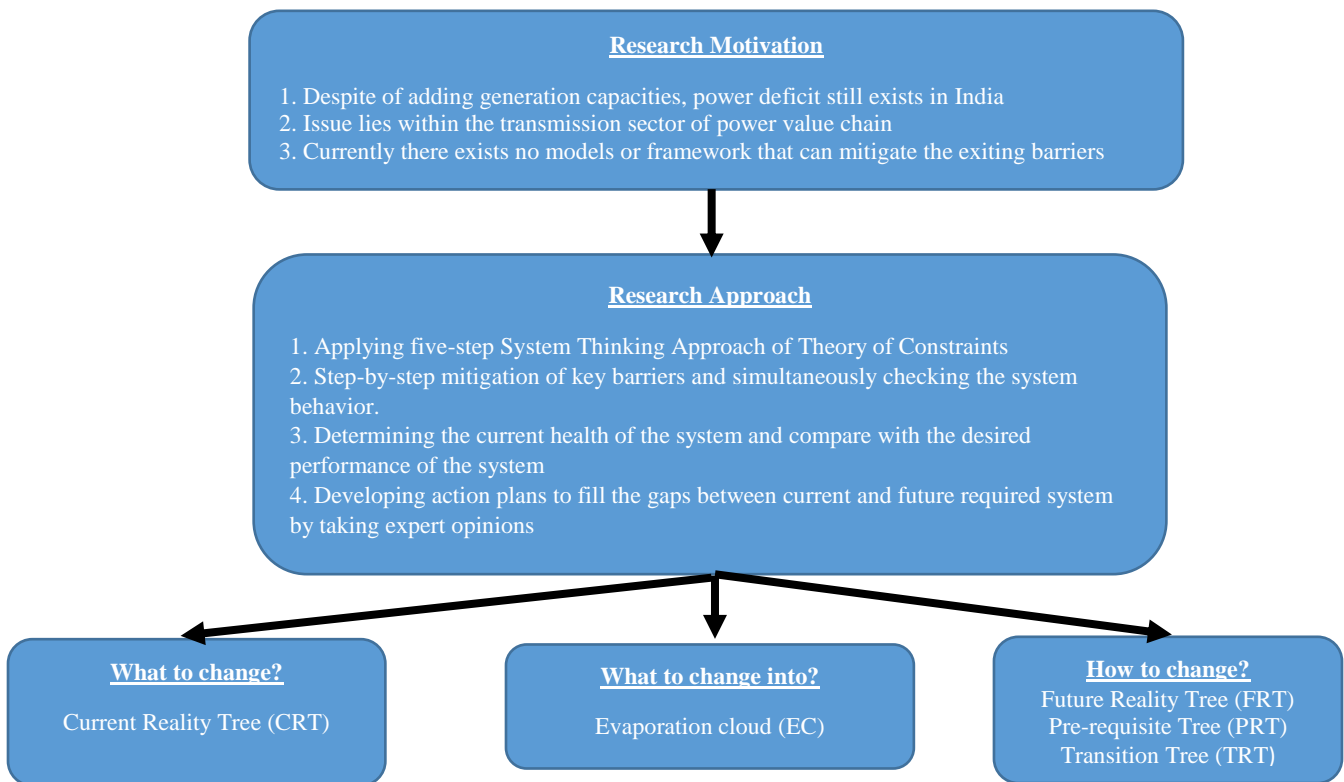 Research Motivation
1. Despite of adding generation capacities, power deficit still exists in India
2. Issue lies within the transmission sector of power value chain
3. Currently there exists no models or framework that can mitigate the exiting barriers
Research Approach
1. Applying five-step System Thinking Approach of Theory of Constraints
2. Step-by-step mitigation of key barriers and simultaneously checking the system
behavior.
3. Determining the current health of the system and compare with the desired
performance of the system
4. Developing action plans to fill the gaps between current and future required system
by taking expert opinions
What to change?
Current Reality Tree (CRT)
What to change into?
Evaporation cloud (EC)
How to change?
Future Reality Tree (FRT)
Pre-requisite Tree (PRT)
Transition Tree (TRT)